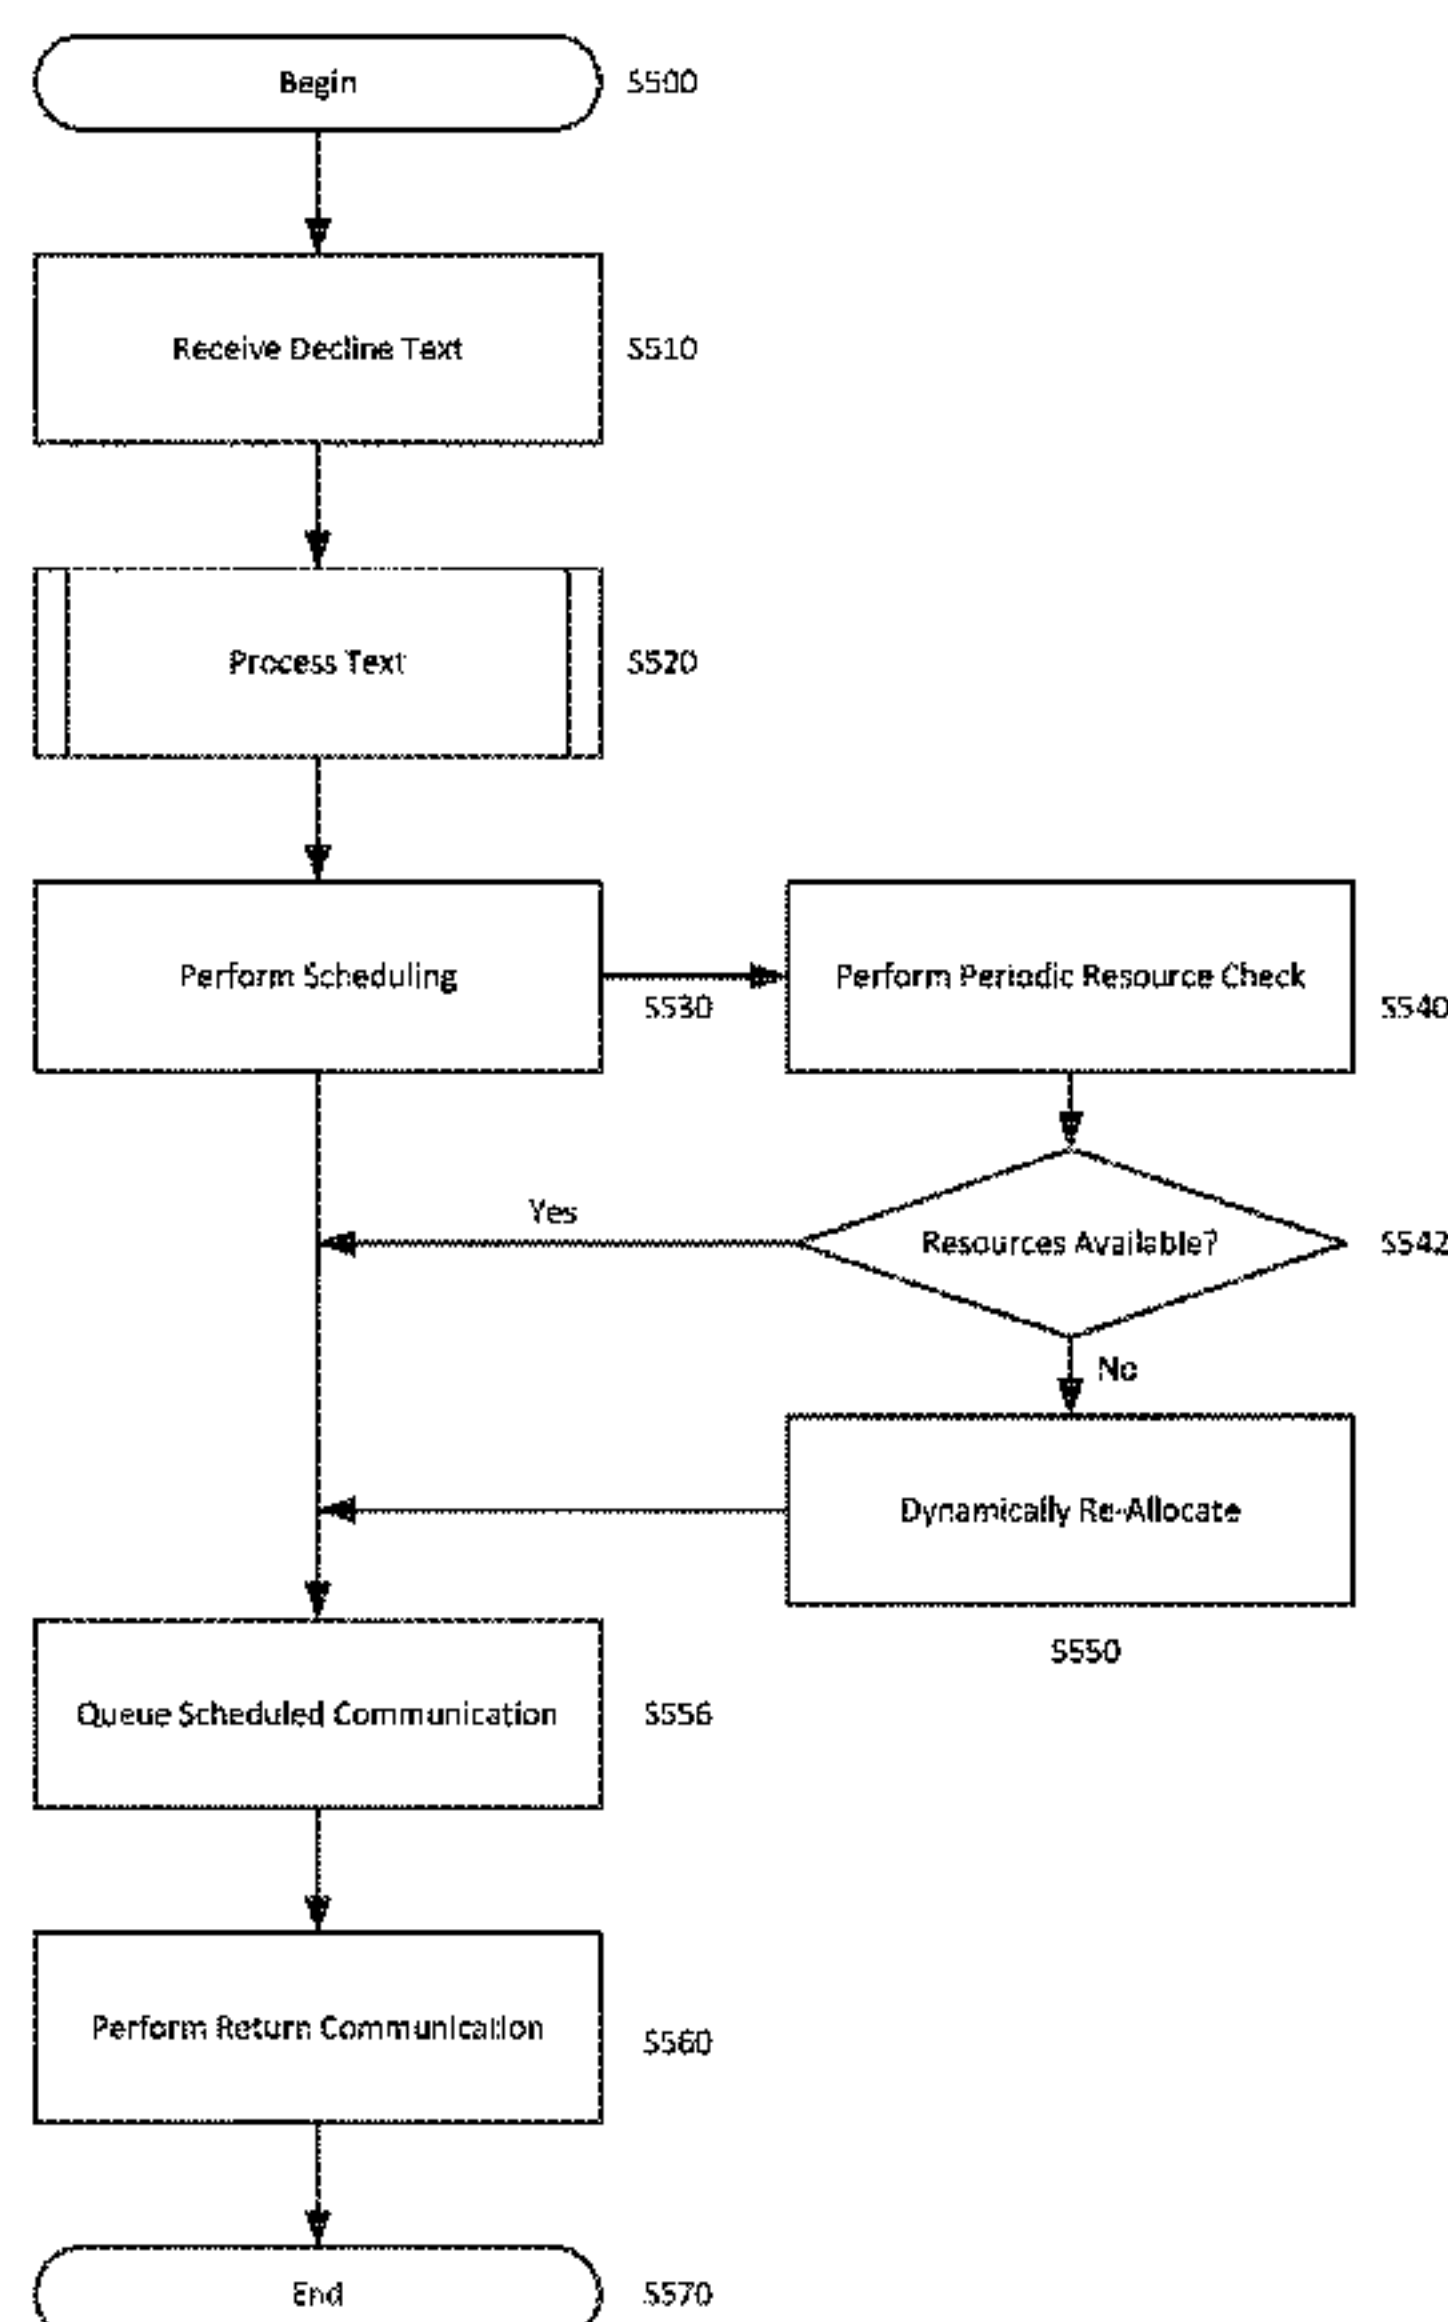 Begin
S500
Receive Decline Text
S510
Process Text
S520
Perform Scheduling
S530
Perform Periodic Resource Check
S540
Yes
Resources Available?
S542
No
Dynamically Re-Allocate
S550
Queue Scheduled Communication
S556
Perform Return Communication
S560
End
S570